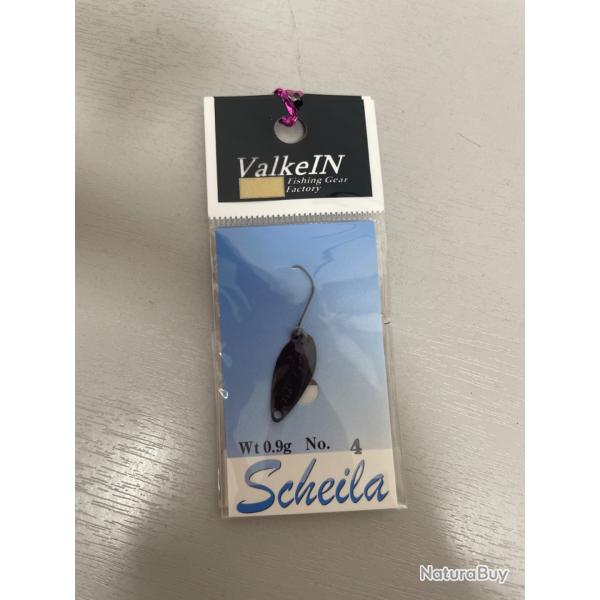 ValkeIN
Fishing Gear
Factory
Wt 0.9g No. 4
Scheila
NaturaBuy